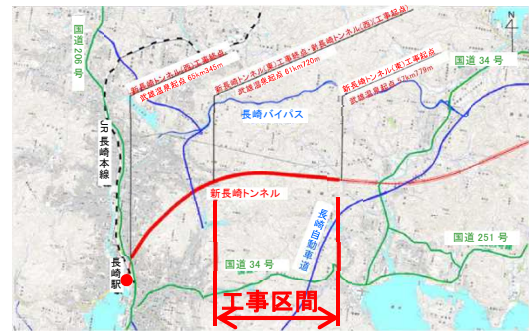 国道206号
新長崎トンネル(西)工事終点
武雄温泉起点 65km345m
新長崎トンネル(東)工事終点・新長崎トンネル(西)工事起点
武雄温泉起点 61km720m
新長崎トンネル(東)工事起点
武雄温泉起点 57km779m
N
国道34号
長崎バイパス
JR長崎本線
新長崎トンネル
長崎自動車道
国道251号
長崎駅
国道34号
工事区間